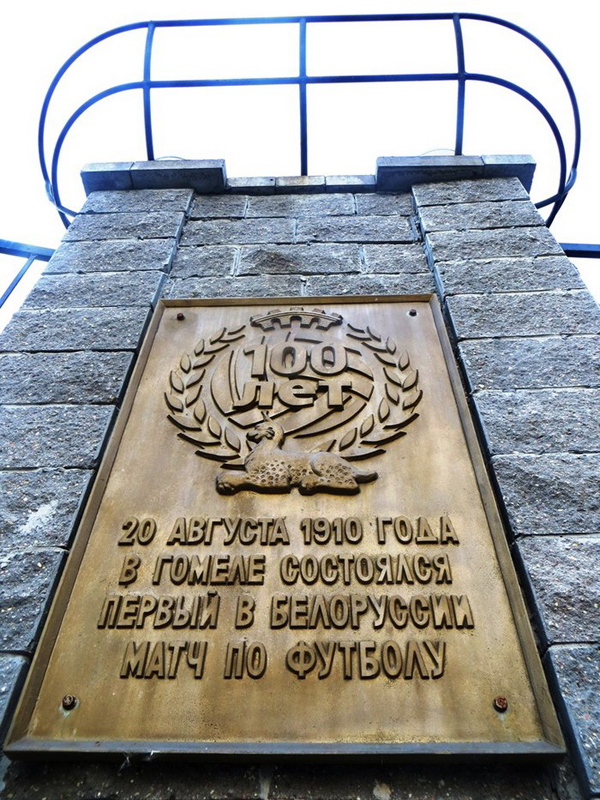 100
лет
20 АВГУСТА 1910 ГОДА
В ГОМЕЛЕ СОСТОЯЛСЯ
ПЕРВЫЙ В БЕЛОРУССИИ
МАТЧ ПО ФУТБОЛУ